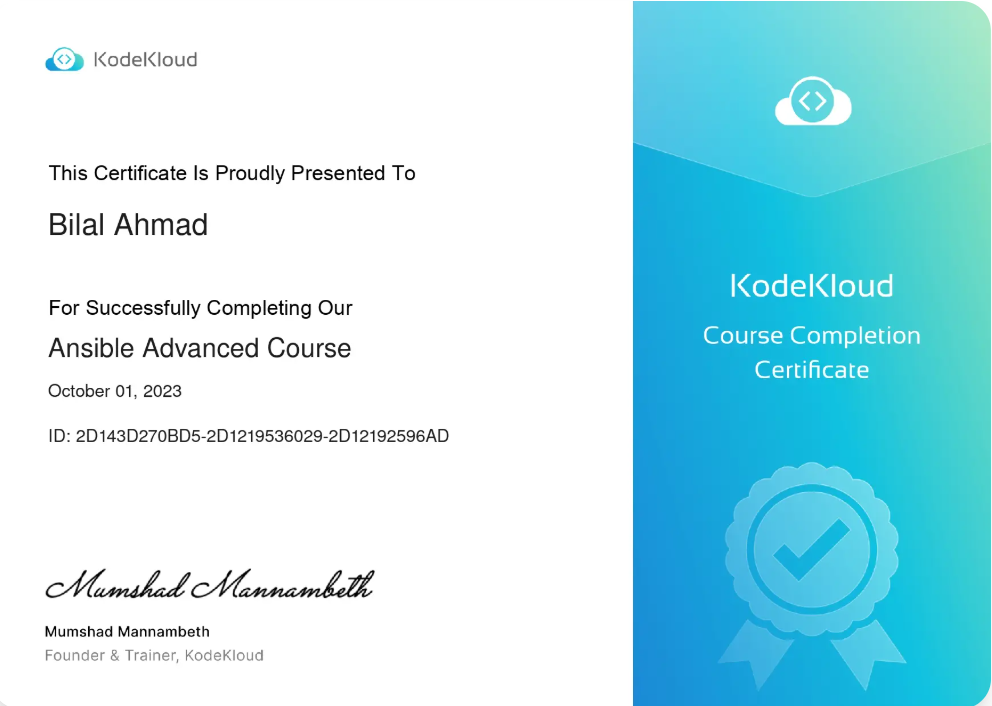 KodeKloud
This Certificate Is Proudly Presented To
Bilal Ahmad
For Successfully Completing Our
Ansible Advanced Course
October 01, 2023
ID: 2D143D270BD5-2D1219536029-2D12192596AD
Mumshad Mannambeth
Mumshad Mannambeth
Founder & Trainer, KodeKloud
KodeKloud
Course Completion
Certificate